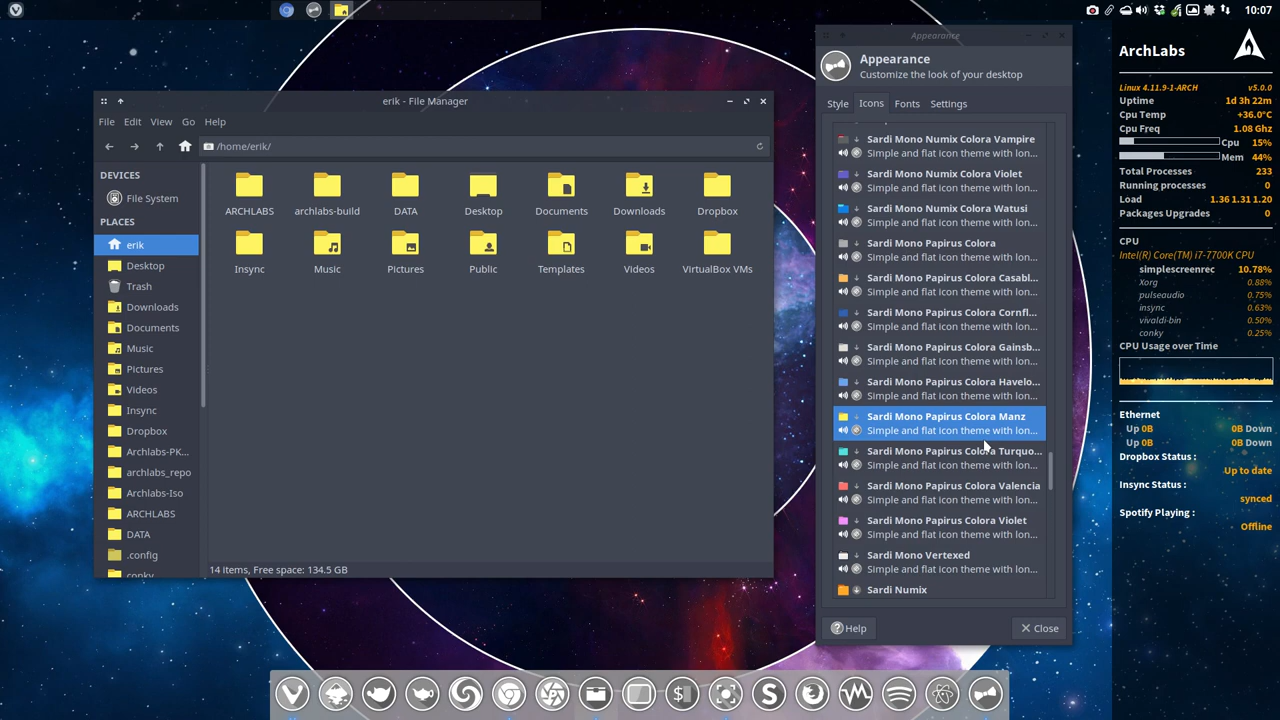 10:07
erik - File Manager
File Edit View Go Help
/home/erik/
DEVICES
File System
PLACES
erik
Desktop
Trash
Downloads
Documents
Music
Pictures
Videos
Insync
Dropbox
Archlabs-PK...
archlabs_repo
Archlabs-Iso
ARCHLABS
DATA
.config
conky
ARCHLABS archlabs-build DATA Desktop Documents Downloads Dropbox
Insync Music Pictures Public Templates Videos VirtualBox VMs
14 items, Free space: 134.5 GB
Appearance
Appearance
Customize the look of your desktop
Style Icons Fonts Settings
Sardi Mono Numix Colora Vampire
Simple and flat icon theme with lon...
Sardi Mono Numix Colora Violet
Simple and flat icon theme with lon...
Sardi Mono Numix Colora Watusi
Simple and flat icon theme with lon...
Sardi Mono Papirus Colora
Simple and flat icon theme with lon...
Sardi Mono Papirus Colora Casabl...
Simple and flat icon theme with lon...
Sardi Mono Papirus Colora Cornfl...
Simple and flat icon theme with lon...
Sardi Mono Papirus Colora Gainsb...
Simple and flat icon theme with lon...
Sardi Mono Papirus Colora Havelo...
Simple and flat icon theme with lon...
Sardi Mono Papirus Colora Manz
Simple and flat icon theme with lon...
Sardi Mono Papirus Colora Turquo...
Simple and flat icon theme with lon...
Sardi Mono Papirus Colora Valencia
Simple and flat icon theme with lon...
Sardi Mono Papirus Colora Violet
Simple and flat icon theme with lon...
Sardi Mono Vertexed
Simple and flat icon theme with lon...
Sardi Numix
Help Close
ArchLabs
Linux 4.11.9-1-ARCH v5.0.0
Uptime 1d 3h 22m
Cpu Temp +36.0°C
Cpu Freq 1.08 Ghz
Cpu 15%
Mem 44%
Total Processes 233
Running processes 0
Load 1.36 1.31 1.20
Packages Upgrades 0
CPU
Intel(R) Core(TM) i7-7700K CPU
simplescreenrec 10.78%
Xorg 0.88%
pulseaudio 0.75%
insync 0.63%
vivaldi-bin 0.50%
conky 0.25%
CPU Usage over Time
Ethernet
Up 0B 0B Down
Up 0B 0B Down
Dropbox Status :
Up to date
Insync Status :
synced
Spotify Playing :
Offline